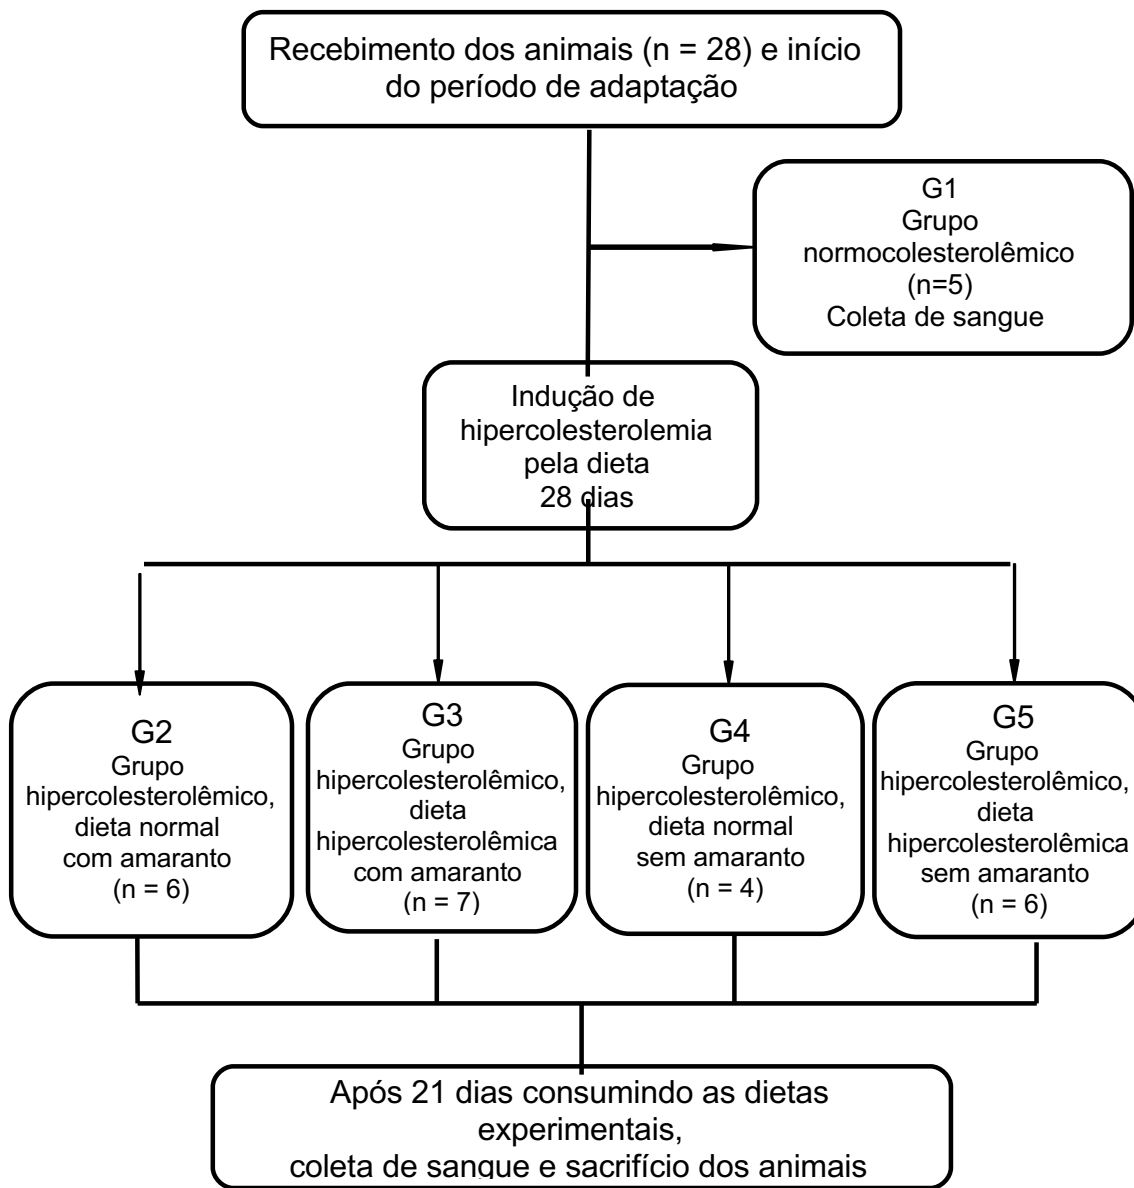 Recebimento dos animais (n = 28) e início
do período de adaptação
G1
Grupo
normocolesterolêmico
(n=5)
Coleta de sangue
Indução de
hipercolesterolemia
pela dieta
28 dias
G2
Grupo
hipercolesterolêmico,
dieta normal
com amaranto
(n = 6)
G3
Grupo
hipercolesterolêmico,
dieta
hipercolesterolêmica
com amaranto
(n = 7)
G4
Grupo
hipercolesterolêmico,
dieta normal
sem amaranto
(n = 4)
G5
Grupo
hipercolesterolêmico,
dieta
hipercolesterolêmica
sem amaranto
(n = 6)
Após 21 dias consumindo as dietas
experimentais,
coleta de sangue e sacrifício dos animais